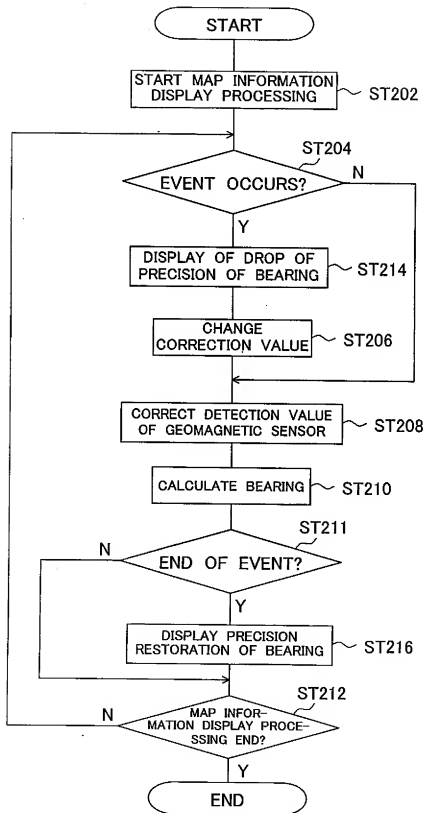 START
START MAP INFORMATION
DISPLAY PROCESSING
ST202
ST204
EVENT OCCURS?
N
Y
DISPLAY OF DROP OF
PRECISION OF BEARING
ST214
CHANGE
CORRECTION VALUE
ST206
CORRECT DETECTION VALUE
OF GEOMAGNETIC SENSOR
ST208
CALCULATE BEARING
ST210
ST211
N
END OF EVENT?
Y
DISPLAY PRECISION
RESTORATION OF BEARING
ST216
ST212
N
MAP INFOR-
MATION DISPLAY PROCE-
SSING END?
Y
END